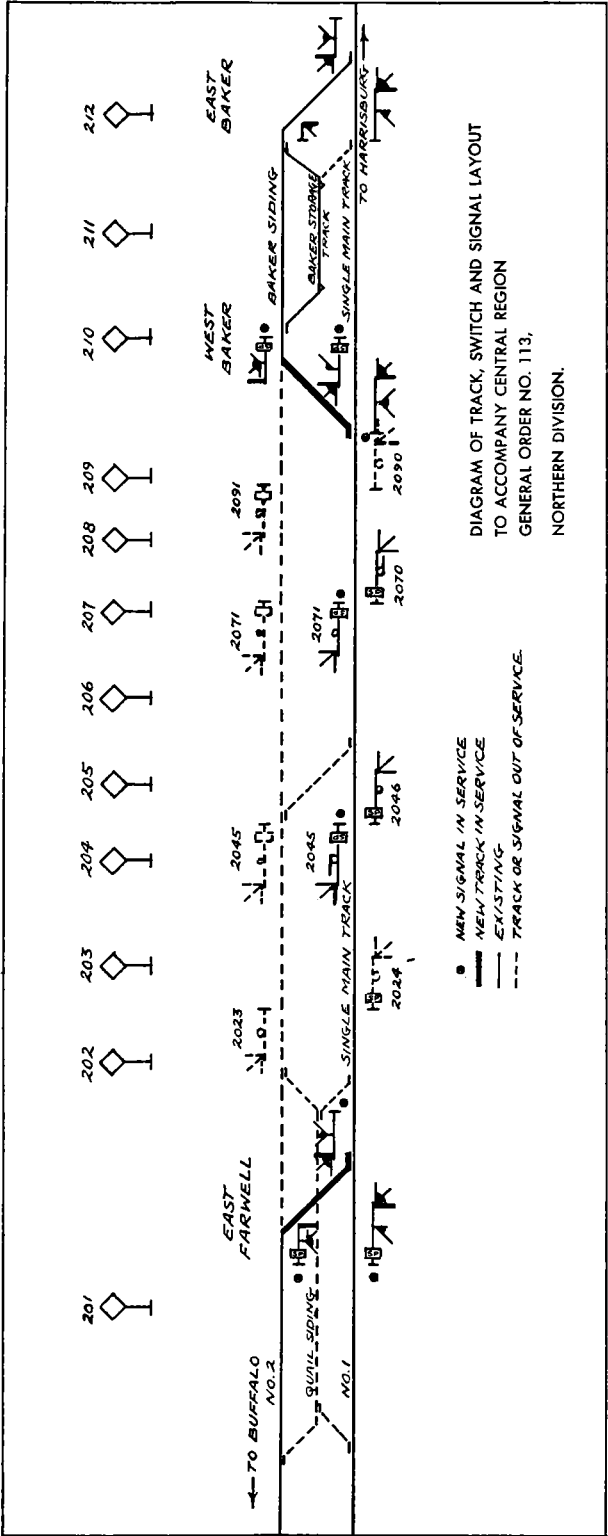 201
202
203
204
205
206
207
208
209
210
211
212
EAST
FARWELL
WEST
BAKER
EAST
BAKER
← TO BUFFALO
NO. 2
2023
2045
2071
2091
BAKER SIDING
BAKER STORAGE
TRACK
QUAIL SIDING
2045
2071
NO. 1
SINGLE MAIN TRACK
SINGLE MAIN TRACK
TO HARRISBURG →
2024
2046
2070
2090
● NEW SIGNAL IN SERVICE
NEW TRACK IN SERVICE
EXISTING
TRACK OR SIGNAL OUT OF SERVICE.
DIAGRAM OF TRACK, SWITCH AND SIGNAL LAYOUT
TO ACCOMPANY CENTRAL REGION
GENERAL ORDER NO. 113,
NORTHERN DIVISION.